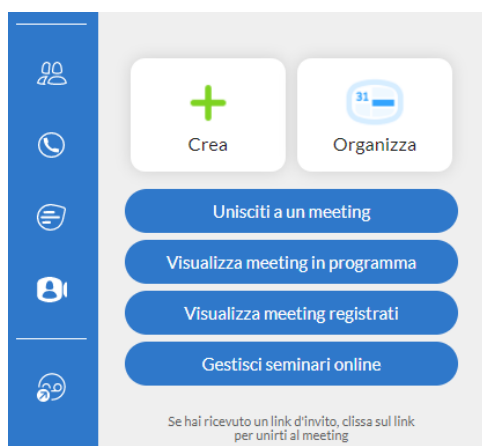 31
Crea
Organizza
Unisciti a un meeting
Visualizza meeting in programma
Visualizza meeting registrati
Gestisci seminari online
Se hai ricevuto un link d'invito, clissa sul link
per unirti al meeting